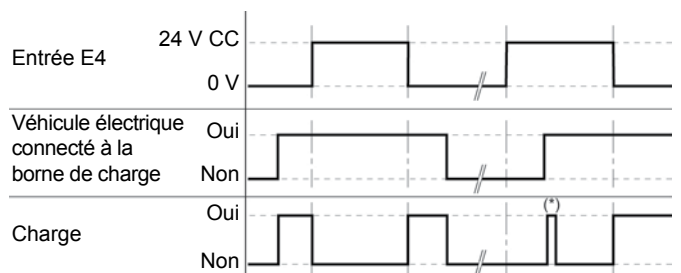 Entrée E4
24 V CC
0 V
Véhicule électrique
connecté à la
borne de charge
Oui
Non
Charge
Oui
Non
(*)